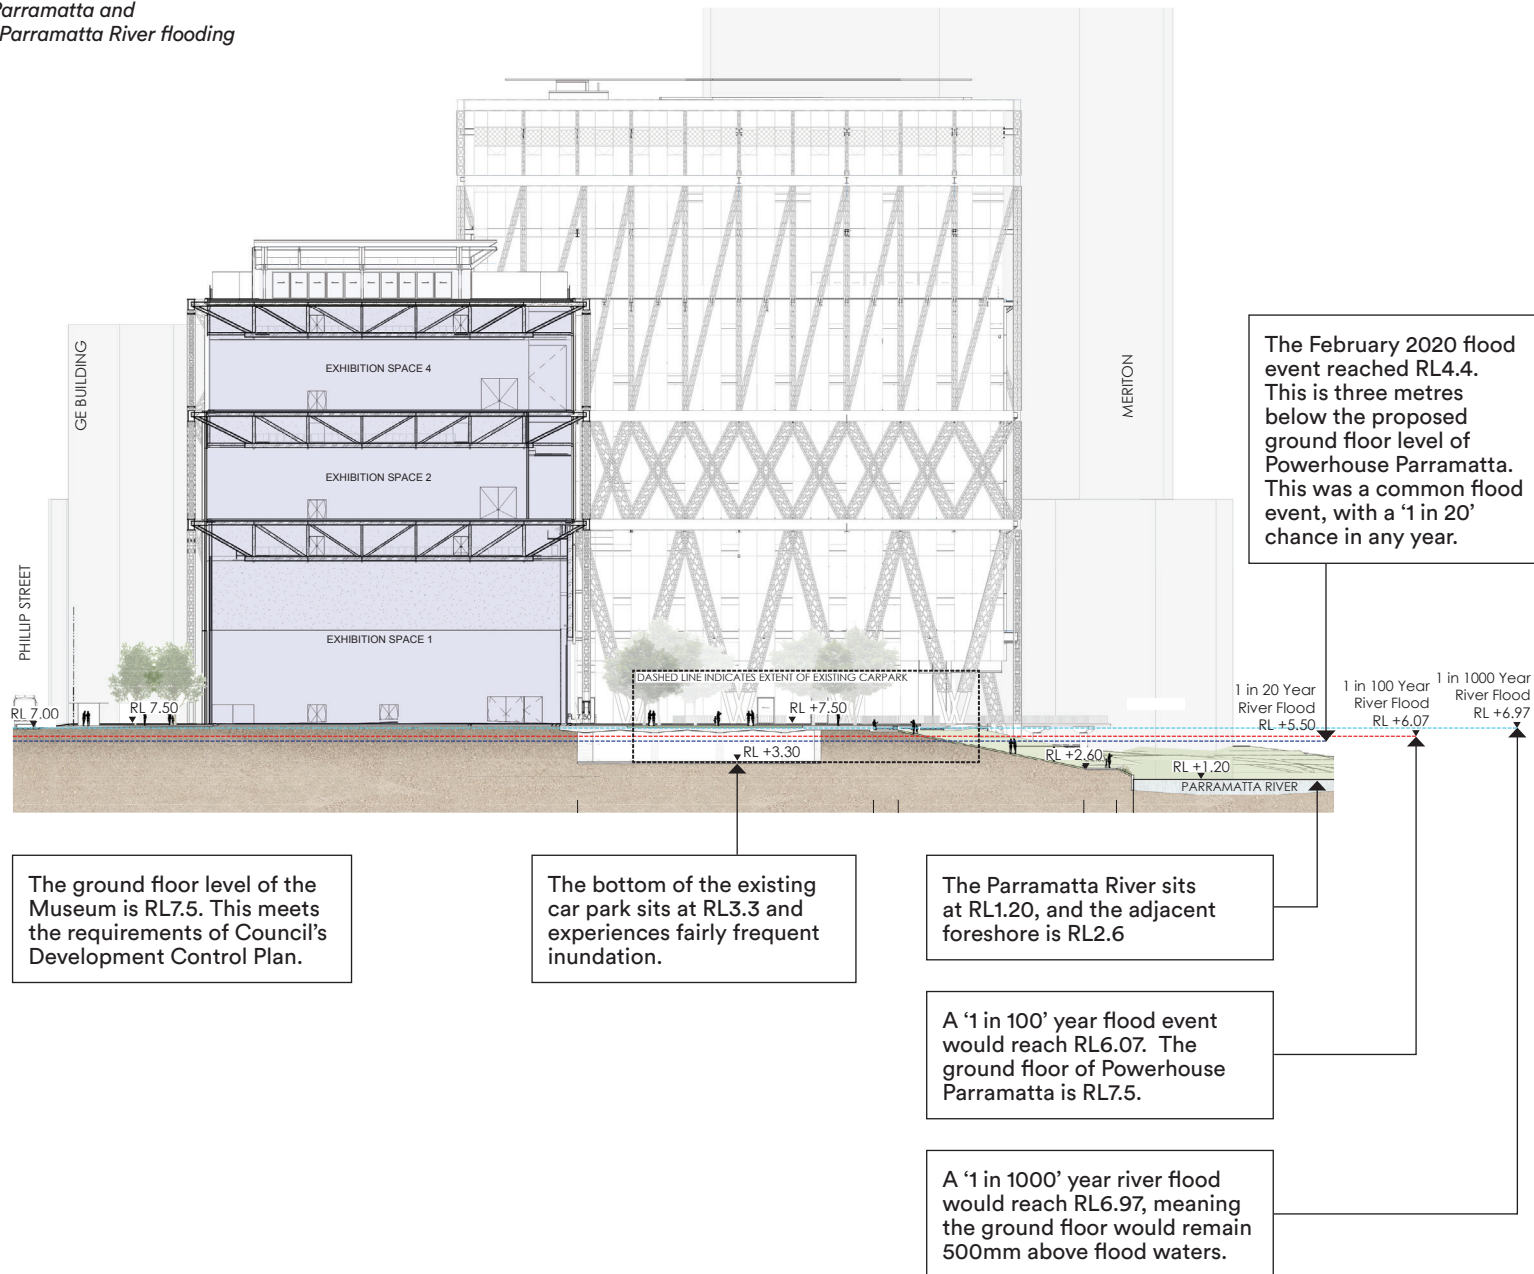 Parramatta and
Parramatta River flooding
GE BUILDING
PHILLIP STREET
MERITON
EXHIBITION SPACE 4
EXHIBITION SPACE 2
EXHIBITION SPACE 1
The February 2020 flood
event reached RL4.4.
This is three metres
below the proposed
ground floor level of
Powerhouse Parramatta.
This was a common flood
event, with a ‘1 in 20’
chance in any year.
DASHED LINE INDICATES EXTENT OF EXISTING CARPARK
RL 7.00
RL 7.50
RL 7.50
RL +7.50
RL +3.30
RL +2.60
RL +1.20
PARRAMATTA RIVER
1 in 20 Year
River Flood
RL +5.50
1 in 100 Year
River Flood
RL +6.07
1 in 1000 Year
River Flood
RL +6.97
The ground floor level of the
Museum is RL7.5. This meets
the requirements of Council’s
Development Control Plan.
The bottom of the existing
car park sits at RL3.3 and
experiences fairly frequent
inundation.
The Parramatta River sits
at RL1.20, and the adjacent
foreshore is RL2.6
A ‘1 in 100’ year flood event
would reach RL6.07. The
ground floor of Powerhouse
Parramatta is RL7.5.
A ‘1 in 1000’ year river flood
would reach RL6.97, meaning
the ground floor would remain
500mm above flood waters.